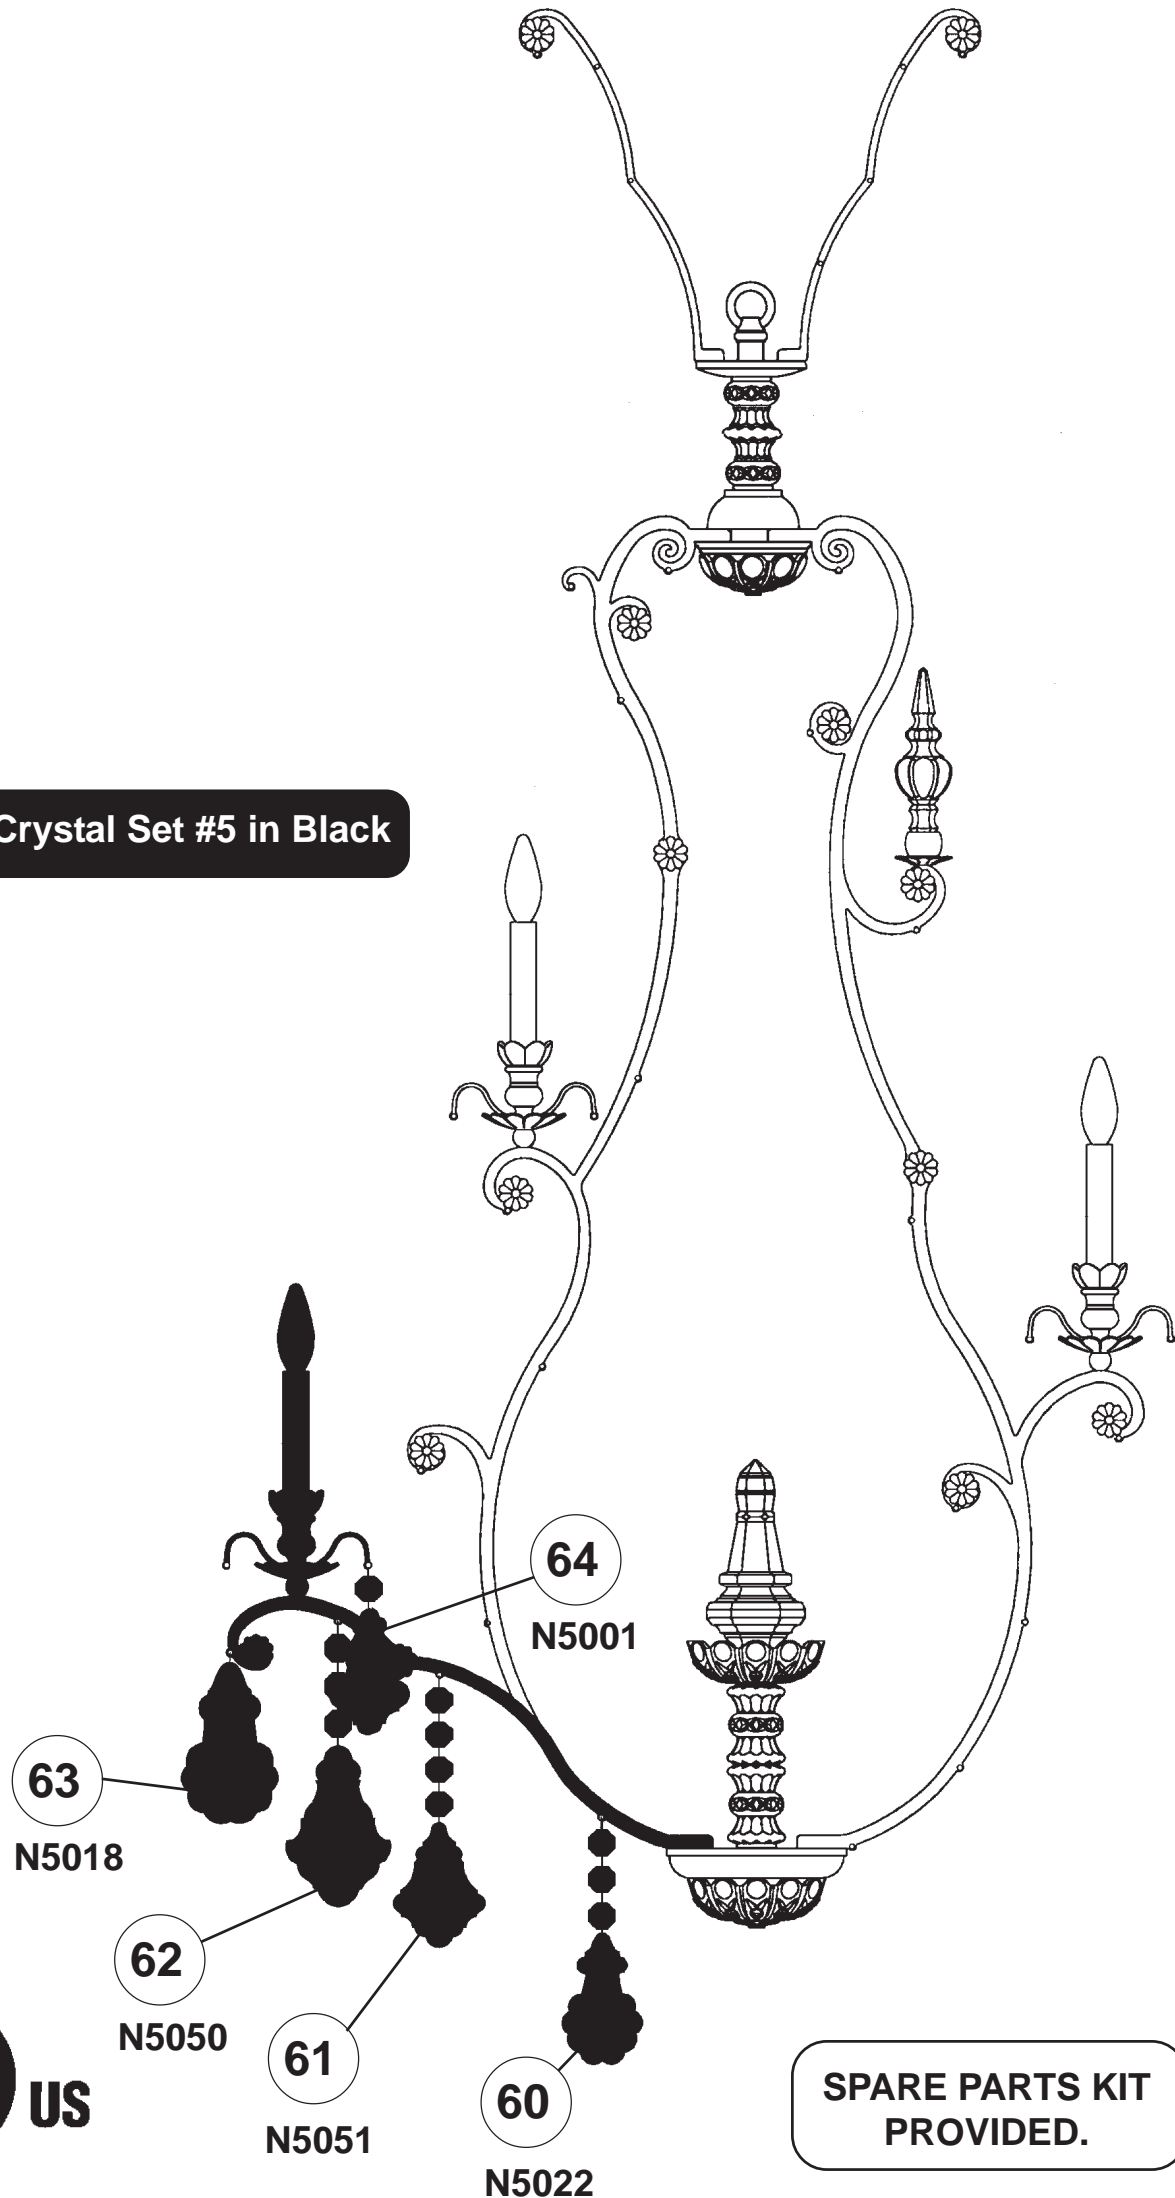 Crystal Set #5 in Black
64
N5001
63
N5018
62
N5050
61
N5051
60
N5022
US
SPARE PARTS KIT
PROVIDED.